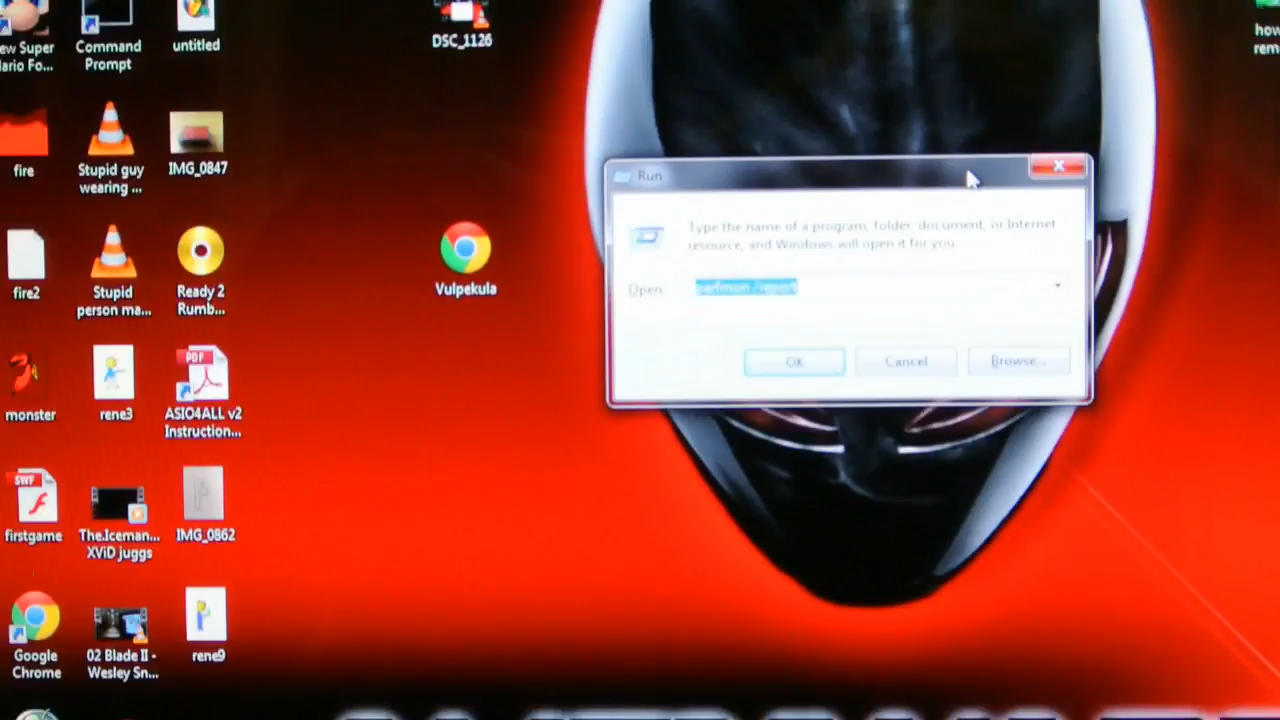 ew Super
Mario Fo...
Command
Prompt
untitled
DSC_1126
how
rem
fire
Stupid guy
wearing ...
IMG_0847
Run
Type the name of a program, folder, document, or Internet
resource, and Windows will open it for you.
Open:
perfmon /report
OK
Cancel
Browse...
fire2
Stupid
person ma...
Ready 2
Rumb...
Vulpekula
monster
rene3
PDF
ASIO4ALL v2
Instruction...
SWF
firstgame
The.Iceman...
XViD juggs
IMG_0862
Google
Chrome
02 Blade II -
Wesley Sn...
rene9